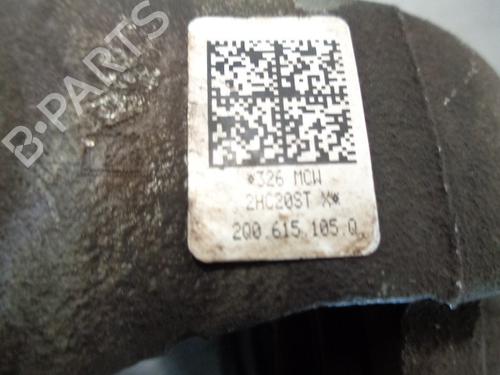 B-PARTS
*326 MCW
2HC20ST X*
2Q0.615.105.Q